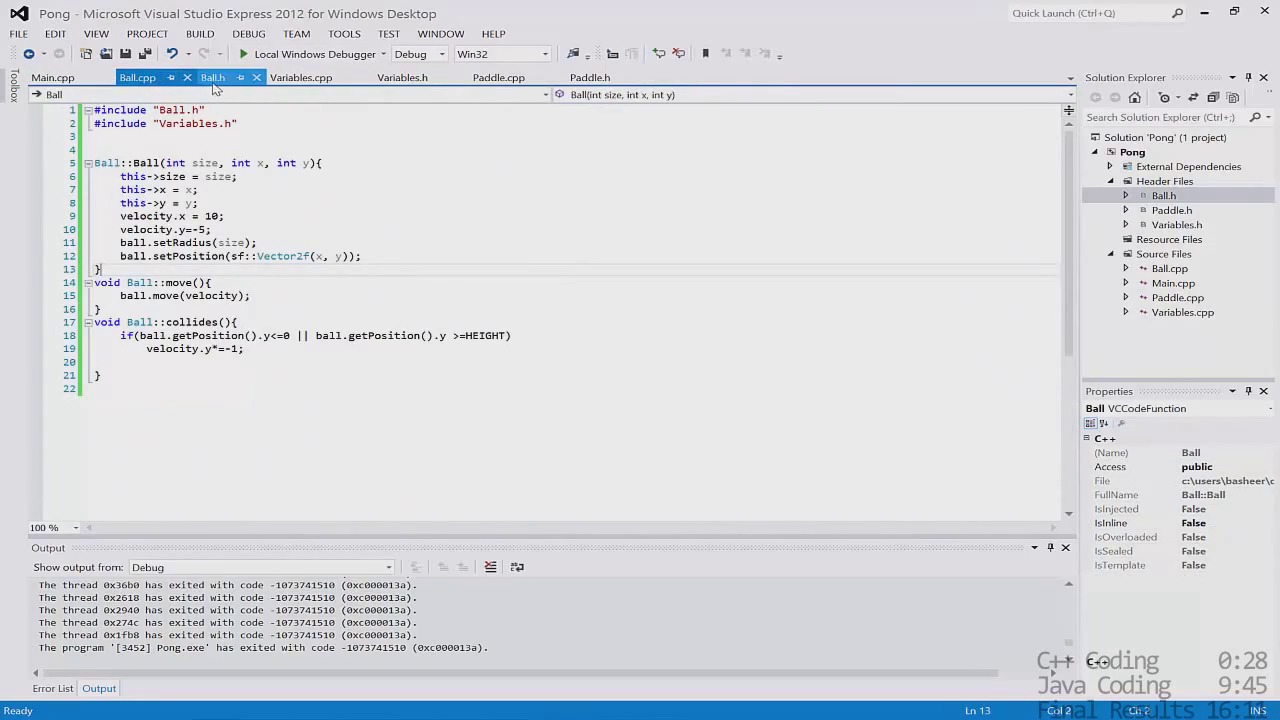 Pong - Microsoft Visual Studio Express 2012 for Windows Desktop
Quick Launch (Ctrl+Q)
FILE EDIT VIEW PROJECT BUILD DEBUG TEAM TOOLS TEST WINDOW HELP
Local Windows Debugger Debug Win32
Toolbox
Main.cpp Ball.cpp Ball.h Variables.cpp Variables.h Paddle.cpp Paddle.h
Ball Ball(int size, int x, int y)
1 #include "Ball.h"
2 #include "Variables.h"
3
4
5 Ball::Ball(int size, int x, int y){
6 this->size = size;
7 this->x = x;
8 this->y = y;
9 velocity.x = 10;
10 velocity.y=-5;
11 ball.setRadius(size);
12 ball.setPosition(sf::Vector2f(x, y));
13 }
14 void Ball::move(){
15 ball.move(velocity);
16 }
17 void Ball::collides(){
18 if(ball.getPosition().y<=0 || ball.getPosition().y >=HEIGHT)
19 velocity.y*=-1;
20
21 }
22
100 %
Output
Show output from: Debug
The thread 0x36b0 has exited with code -1073741510 (0xc000013a).
The thread 0x2618 has exited with code -1073741510 (0xc000013a).
The thread 0x2940 has exited with code -1073741510 (0xc000013a).
The thread 0x274c has exited with code -1073741510 (0xc000013a).
The thread 0x1fb8 has exited with code -1073741510 (0xc000013a).
The program '[3452] Pong.exe' has exited with code -1073741510 (0xc000013a).
Error List Output
Ready Ln 13 Col 2 Ch 2 INS
Solution Explorer
Search Solution Explorer (Ctrl+;)
Solution 'Pong' (1 project)
Pong
External Dependencies
Header Files
Ball.h
Paddle.h
Variables.h
Resource Files
Source Files
Ball.cpp
Main.cpp
Paddle.cpp
Variables.cpp
Properties
Ball VCCodeFunction
C++
(Name) Ball
Access public
File c:\users\basheer\c
FullName Ball::Ball
IsInjected False
IsInline False
IsOverloaded False
IsSealed False
IsTemplate False
C++
C++ Coding 0:28
Java Coding 9:45
Final Results 16:11